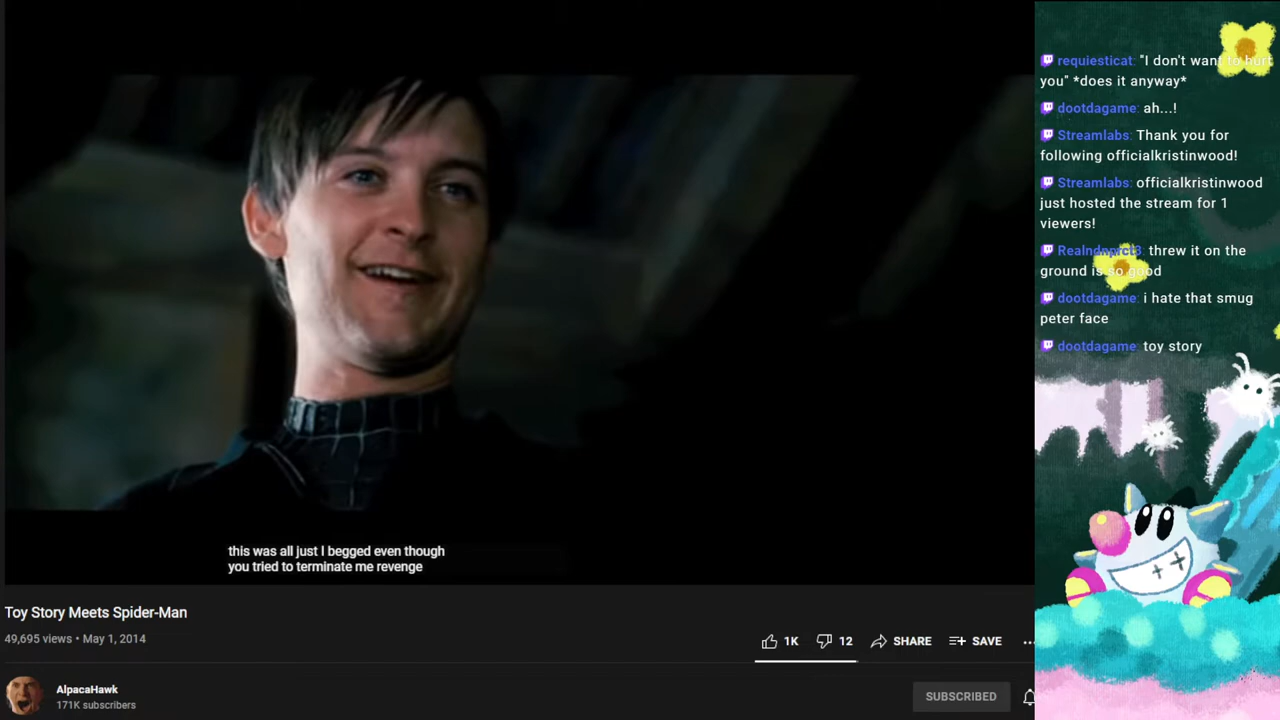 this was all just I begged even though
you tried to terminate me revenge
Toy Story Meets Spider-Man
49,695 views • May 1, 2014
1K
12
SHARE
SAVE
AlpacaHawk
171K subscribers
SUBSCRIBED
requiesticat: "I don't want to hurt
you" *does it anyway*
dootdagame: ah...!
Streamlabs: Thank you for
following officialkristinwood!
Streamlabs: officialkristinwood
just hosted the stream for 1
viewers!
threw it on the
ground is so good
dootdagame: i hate that smug
peter face
dootdagame: toy story